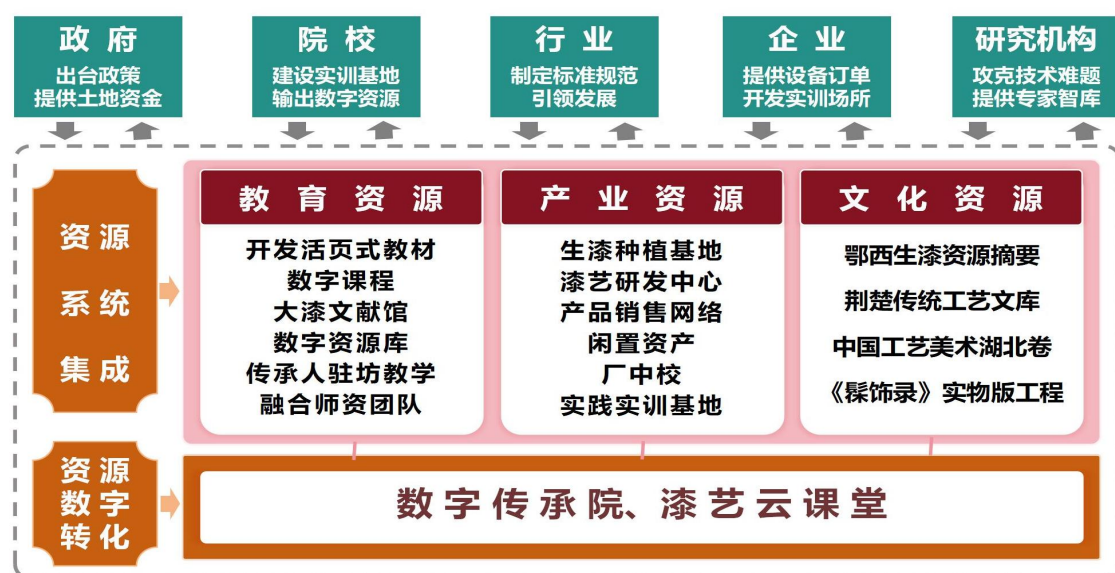 政府
出台政策
提供土地资金
院校
建设实训基地
输出数字资源
行业
制定标准规范
引领发展
企业
提供设备订单
开发实训场所
研究机构
攻克技术难题
提供专家智库
资源
系统
集成
教育资源
开发活页式教材
数字课程
大漆文献馆
数字资源库
传承人驻坊教学
融合师资团队
产业资源
生漆种植基地
漆艺研发中心
产品销售网络
闲置资产
厂中校
实践实训基地
文化资源
鄂西生漆资源摘要
荆楚传统工艺文库
中国工艺美术湖北卷
《髹饰录》实物版工程
资源
数字
转化
数字传承院、漆艺云课堂